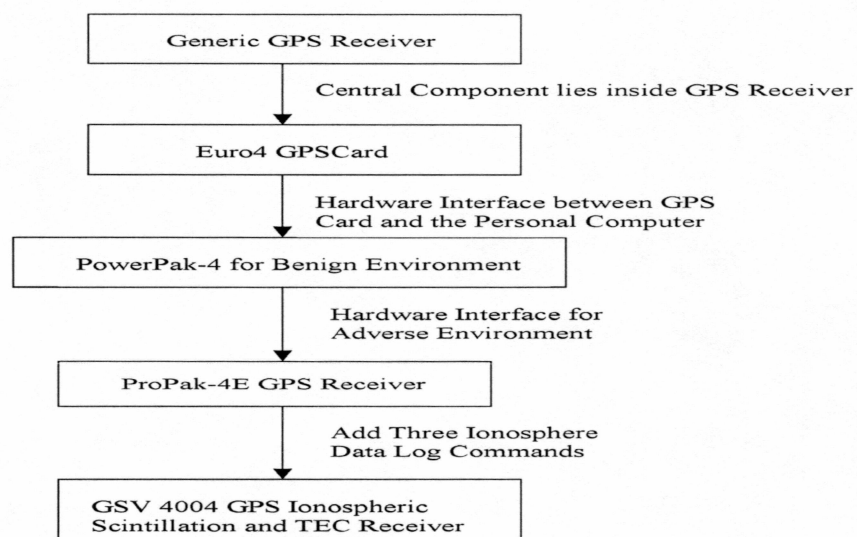 Generic GPS Receiver
Central Component lies inside GPS Receiver
Euro4 GPSCard
Hardware Interface between GPS
Card and the Personal Computer
PowerPak-4 for Benign Environment
Hardware Interface for
Adverse Environment
ProPak-4E GPS Receiver
Add Three Ionosphere
Data Log Commands
GSV 4004 GPS Ionospheric
Scintillation and TEC Receiver